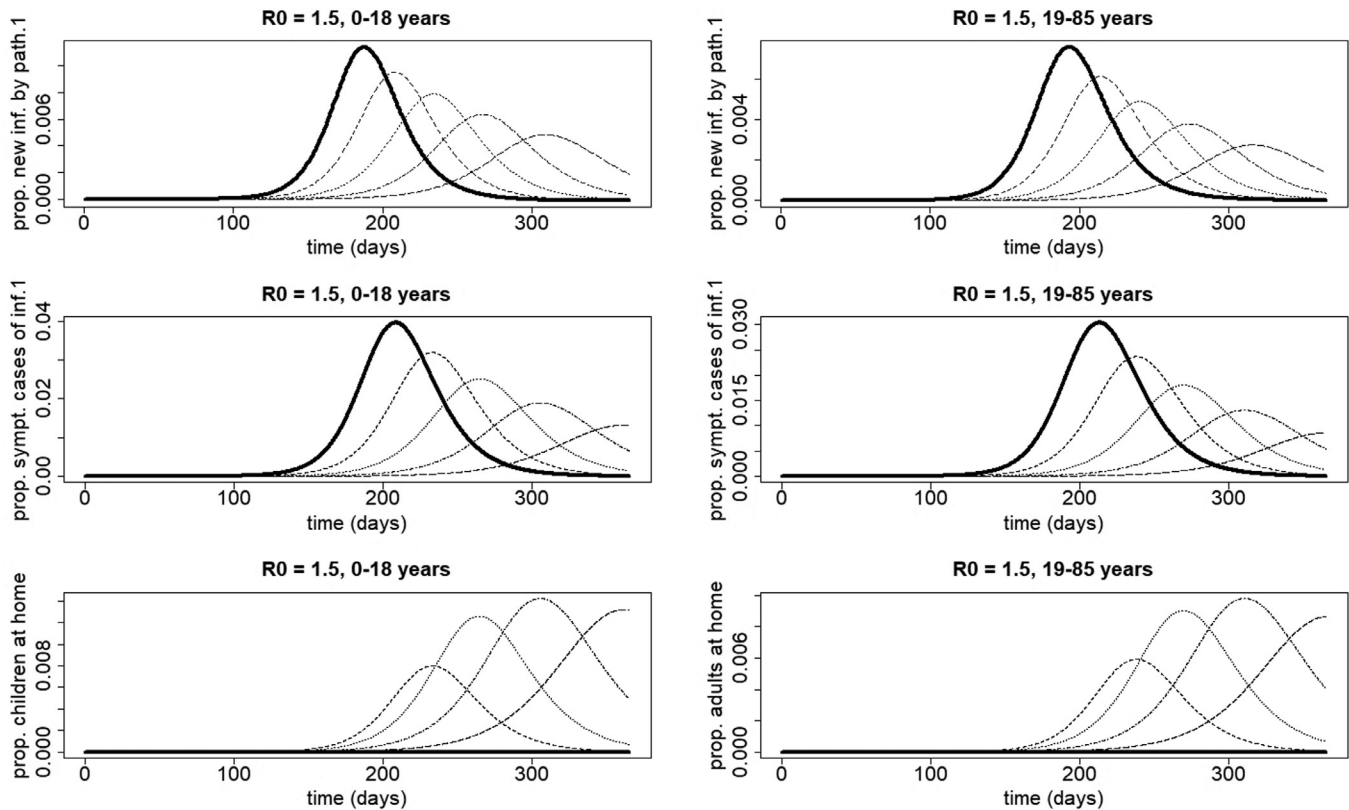 R0 = 1.5, 0-18 years
prop. new inf. by path.1
0.006
0.000
0 100 200 300
time (days)
R0 = 1.5, 19-85 years
prop. new inf. by path.1
0.004
0.000
0 100 200 300
time (days)
R0 = 1.5, 0-18 years
prop. sympt. cases of inf.1
0.04
0.02
0.00
0 100 200 300
time (days)
R0 = 1.5, 19-85 years
prop. sympt. cases of inf.1
0.030
0.015
0.000
0 100 200 300
time (days)
R0 = 1.5, 0-18 years
prop. children at home
0.008
0.000
0 100 200 300
time (days)
R0 = 1.5, 19-85 years
prop. adults at home
0.006
0.000
0 100 200 300
time (days)